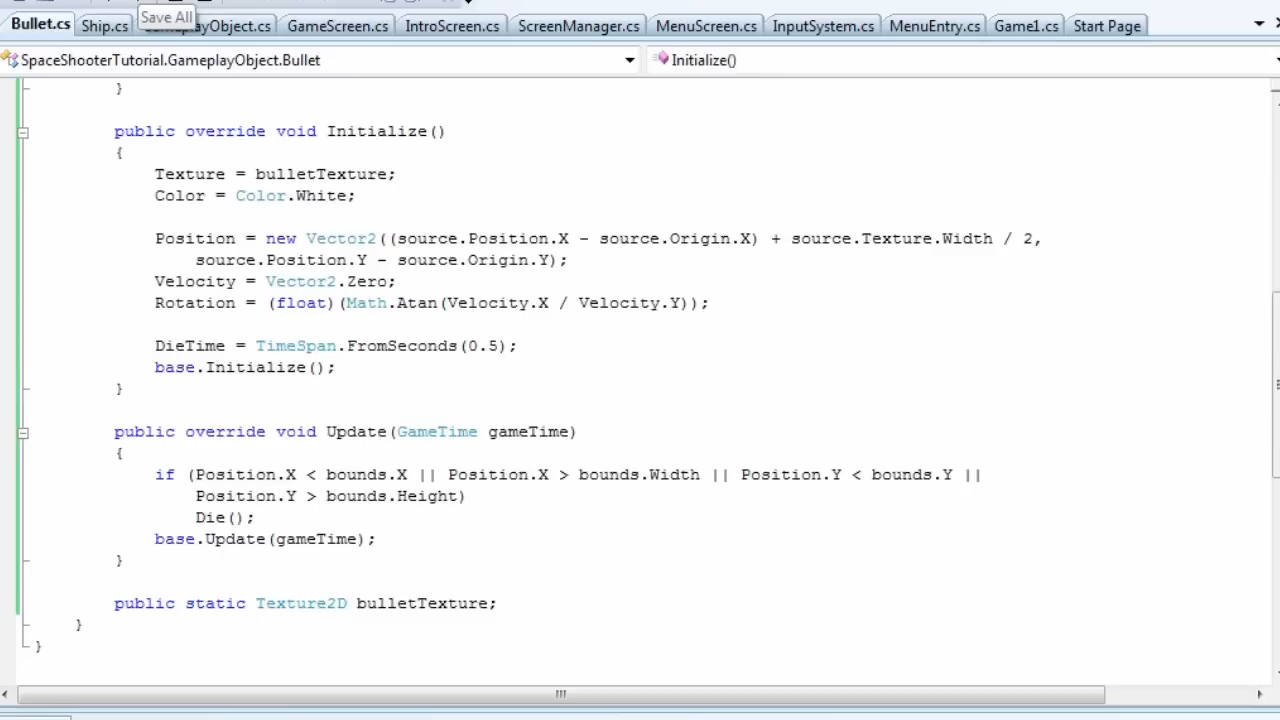 Bullet.cs Ship.cs playObject.cs GameScreen.cs IntroScreen.cs ScreenManager.cs MenuScreen.cs InputSystem.cs MenuEntry.cs Game1.cs Start Page
Save All
SpaceShooterTutorial.GameplayObject.Bullet Initialize()
}
public override void Initialize()
{
Texture = bulletTexture;
Color = Color.White;
Position = new Vector2((source.Position.X - source.Origin.X) + source.Texture.Width / 2,
source.Position.Y - source.Origin.Y);
Velocity = Vector2.Zero;
Rotation = (float)(Math.Atan(Velocity.X / Velocity.Y));
DieTime = TimeSpan.FromSeconds(0.5);
base.Initialize();
}
public override void Update(GameTime gameTime)
{
if (Position.X < bounds.X || Position.X > bounds.Width || Position.Y < bounds.Y ||
Position.Y > bounds.Height)
Die();
base.Update(gameTime);
}
public static Texture2D bulletTexture;
}
}